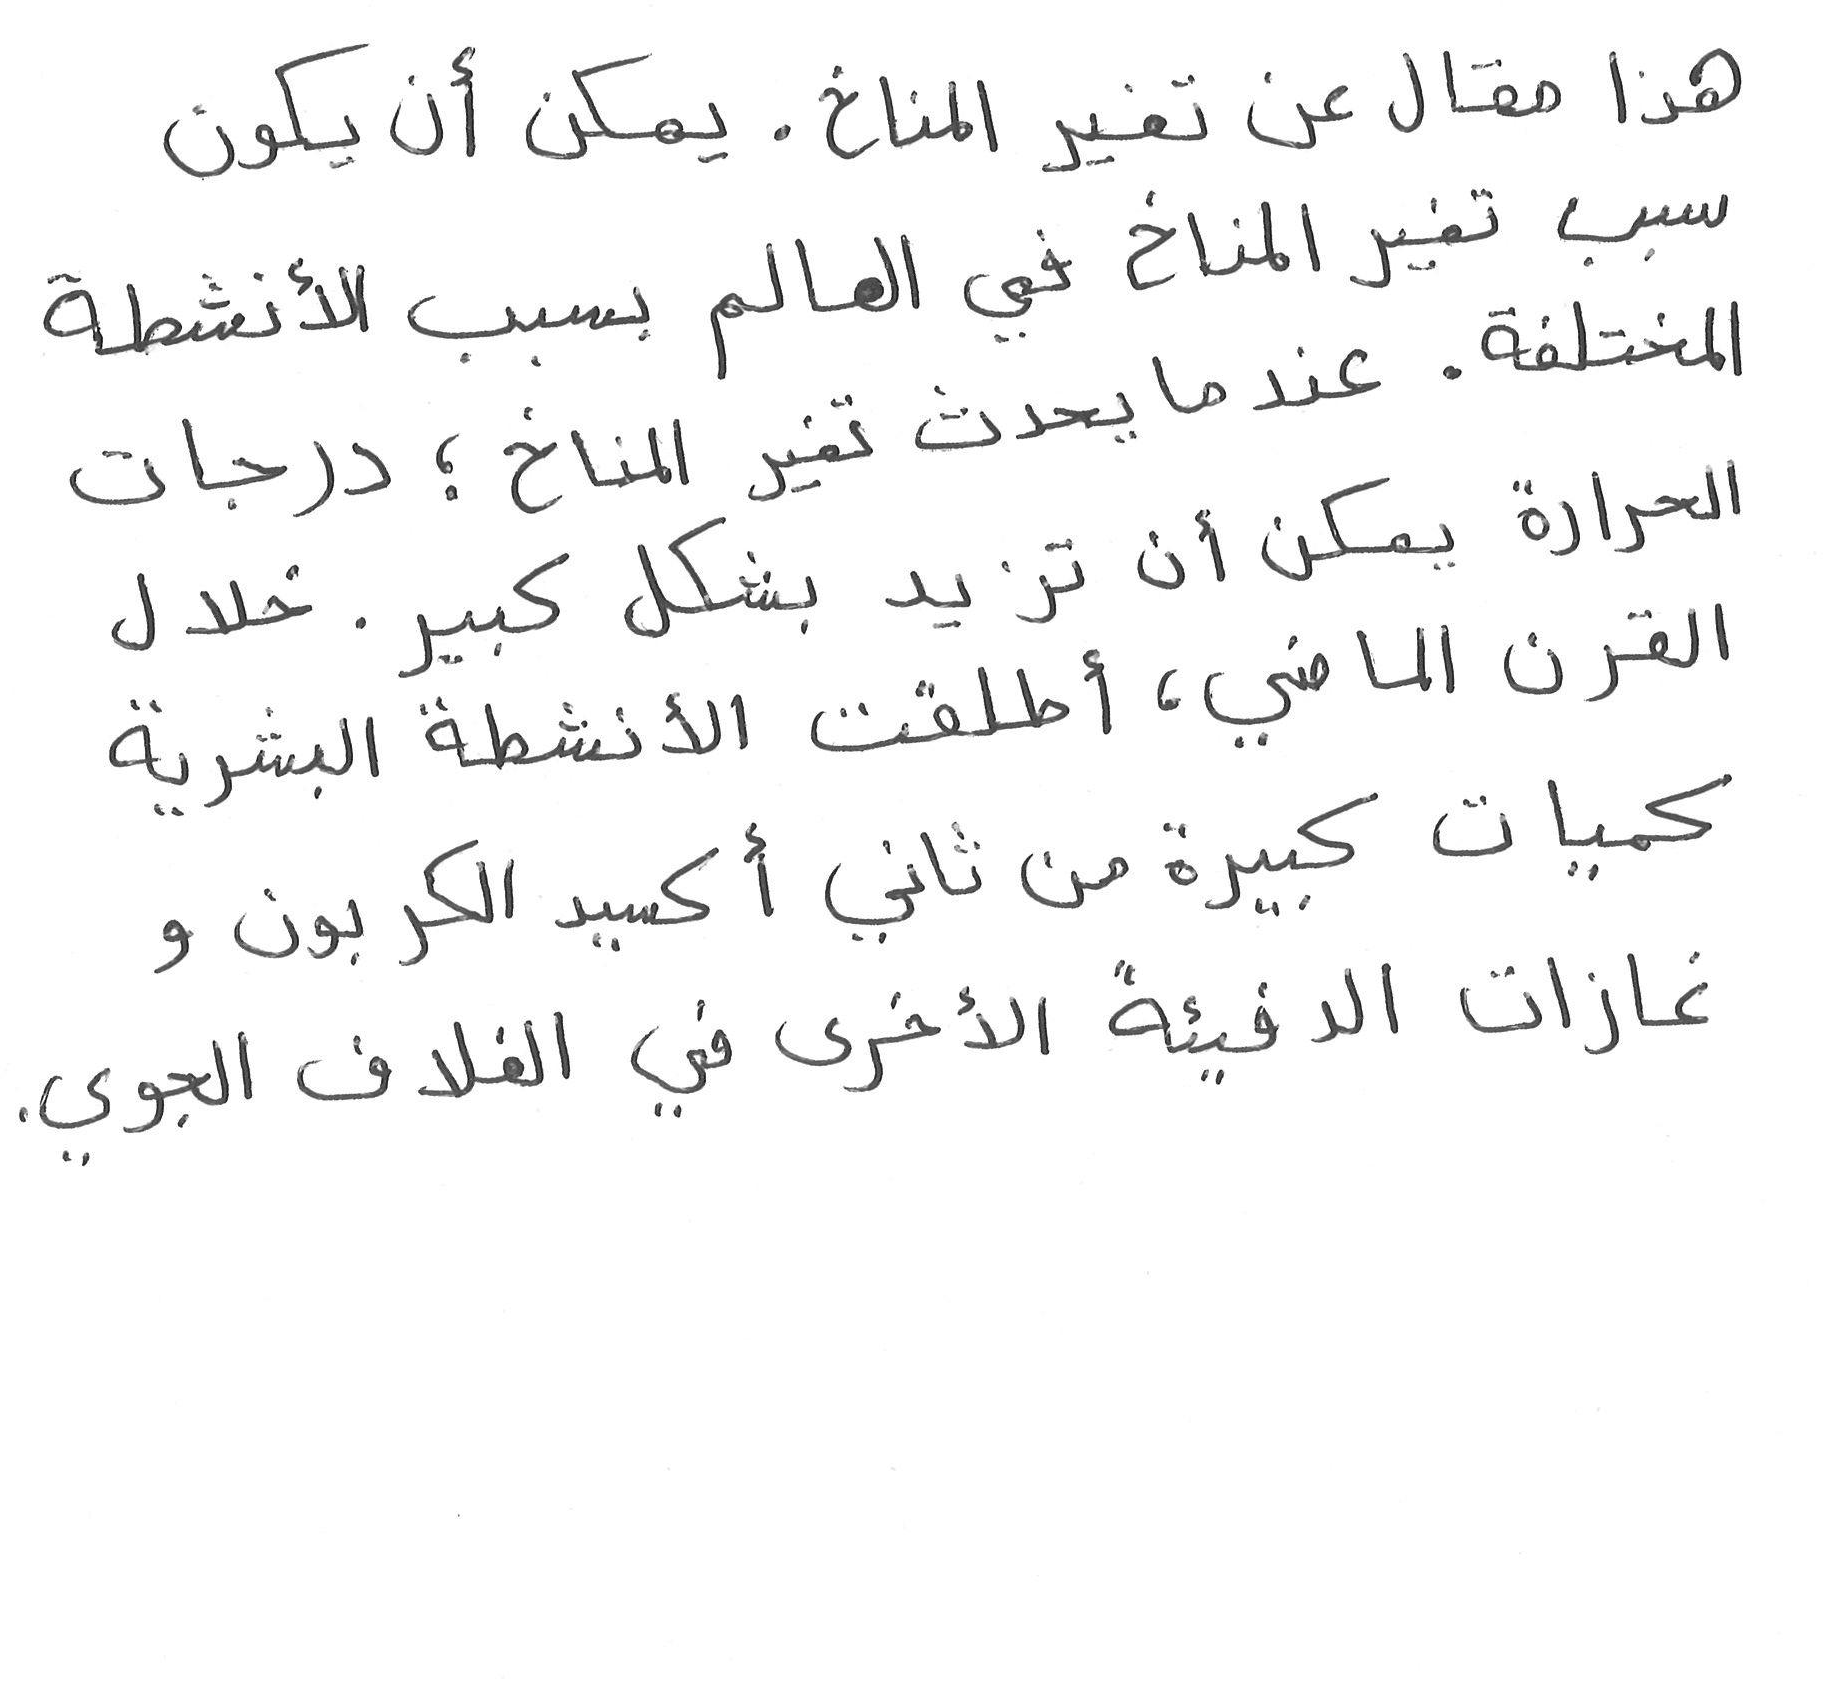 هذا مقال عن تغير المناخ. يمكن أن يكون
سبب تغير المناخ في العالم بسبب الأنشطة
المختلفة. عندما يحدث تغير المناخ؛ درجات
الحرارة يمكن أن تزيد بشكل كبير. خلال
القرن الماضي، أطلقت الأنشطة البشرية
كميات كبيرة من ثاني أكسيد الكربون و
غازات الدفيئة الأخرى في الغلاف الجوي.